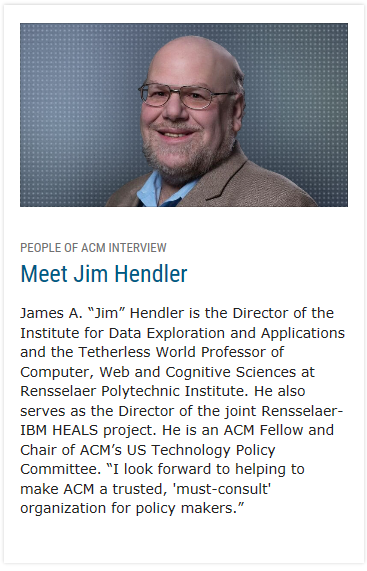 PEOPLE OF ACM INTERVIEW
Meet Jim Hendler
James A. “Jim” Hendler is the Director of the
Institute for Data Exploration and Applications
and the Tetherless World Professor of
Computer, Web and Cognitive Sciences at
Rensselaer Polytechnic Institute. He also
serves as the Director of the joint Rensselaer-
IBM HEALS project. He is an ACM Fellow and
Chair of ACM’s US Technology Policy
Committee. “I look forward to helping to
make ACM a trusted, 'must-consult'
organization for policy makers.”